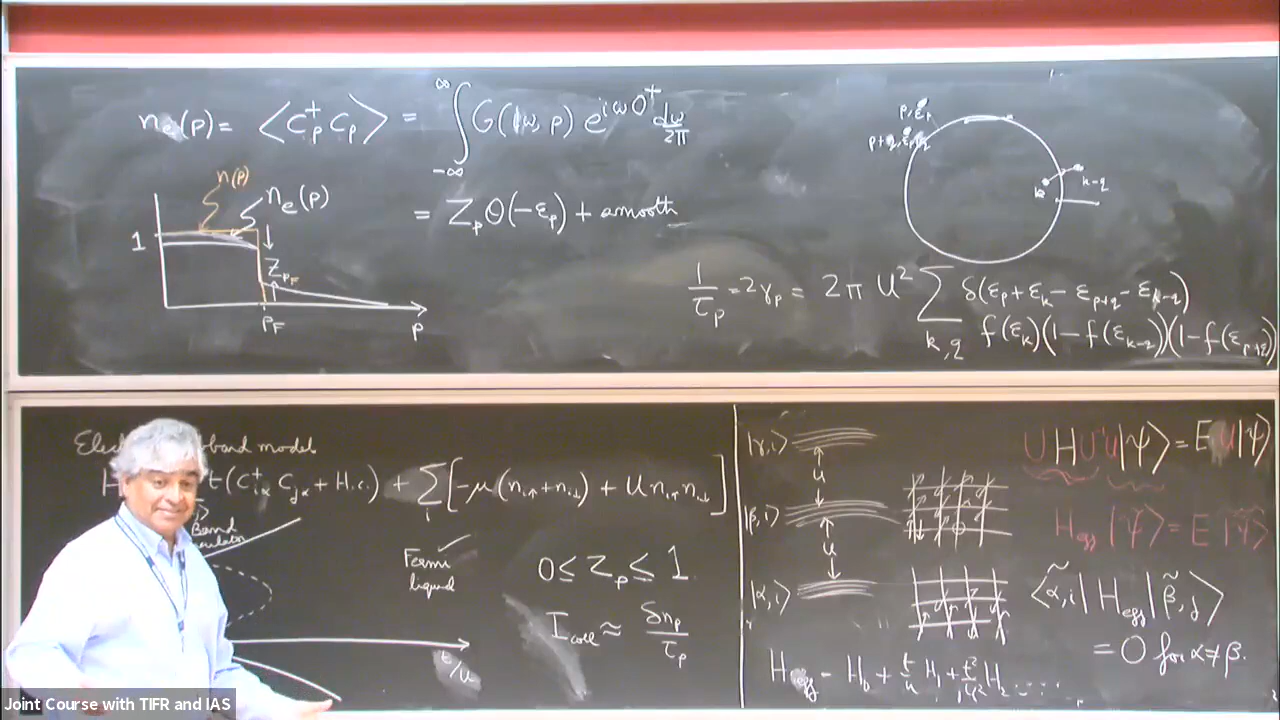 n_e(p) = ⟨C_p^† C_p⟩ = ∫_{-∞}^{∞} G(iω, p) e^{iω0^+} dω/2π
n(p)
n_e(p)
= Z_p Θ(-ε_p) + smooth
1
Z_{p_F}
p_F
p
p, ε_p
k
k-q
1/τ_p = 2γ_p = 2π U² Σ_{k,q} δ(ε_p + ε_k - ε_{p+q} - ε_{k-q})
f(ε_k)(1-f(ε_{k-q}))(1-f(ε_{p+q}))
model
t(C_{iα}^† C_{jα} + H.c.) + Σ_i [-μ(n_{i↑}+n_{i↓}) + U n_{i↑} n_{i↓}]
Band
Fermi
liquid
0 ≤ Z_p ≤ 1
I_coll ≈ δn_p/τ_p
t/U
|γ,i⟩
u
|β,i⟩
u
|α,i⟩
U H U⁻¹ U|ψ⟩ = E U|ψ⟩
H_eff |ψ̃⟩ = E |ψ̃⟩
⟨α̃,i| H_eff |β̃,j⟩
= 0 for α≠β.
H_eff - H_0 + t/u H_1 + t²/u² H_2 ....
Joint Course with TIFR and IAS